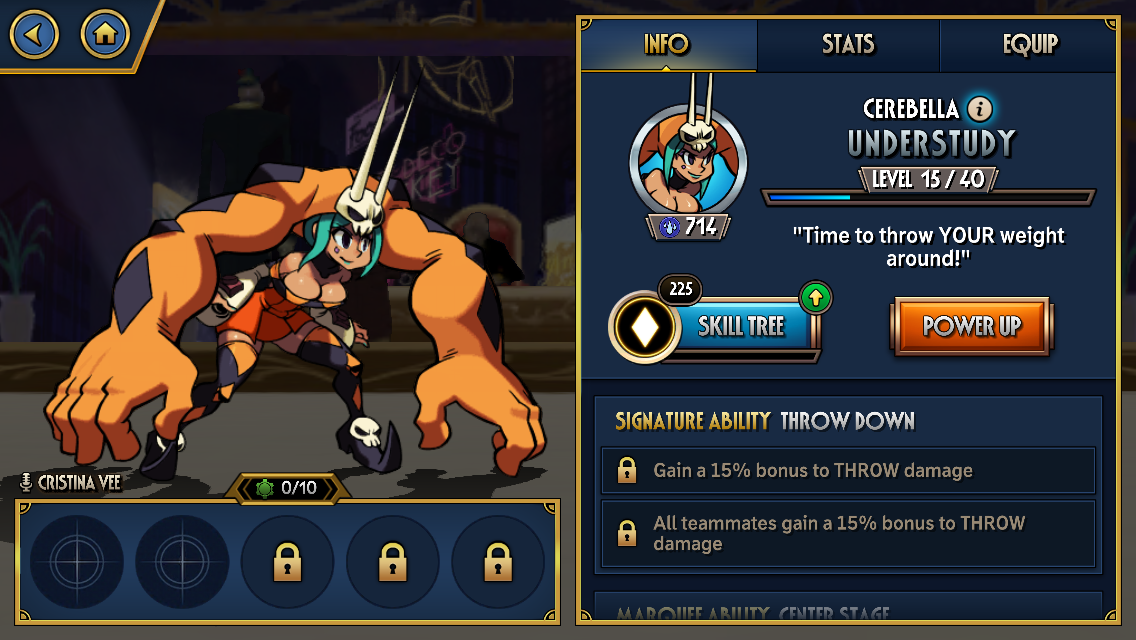 INFO
STATS
EQUIP
CEREBELLA i
UNDERSTUDY
LEVEL 15 / 40
714
"Time to throw YOUR weight
around!"
225
SKILL TREE
POWER UP
SIGNATURE ABILITY THROW DOWN
Gain a 15% bonus to THROW damage
All teammates gain a 15% bonus to THROW
damage
MARQUEE ABILITY CENTER STAGE
DECO
KEY
CRISTINA VEE
0/10